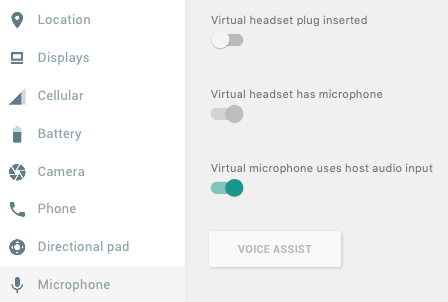 Location
Displays
Cellular
Battery
Camera
Phone
Directional pad
Microphone
Virtual headset plug inserted
Virtual headset has microphone
Virtual microphone uses host audio input
VOICE ASSIST